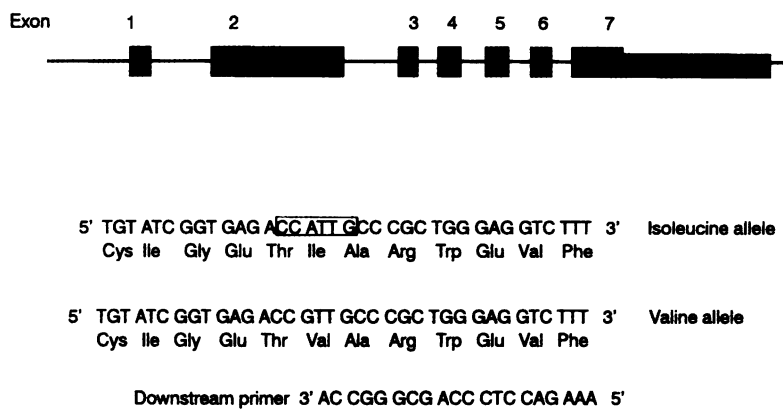 Exon 1 2 3 4 5 6 7
5' TGT ATC GGT GAG ACC ATT GCC CGC TGG GAG GTC TTT 3' Isoleucine allele
Cys Ile Gly Glu Thr Ile Ala Arg Trp Glu Val Phe
5' TGT ATC GGT GAG ACC GTT GCC CGC TGG GAG GTC TTT 3' Valine allele
Cys Ile Gly Glu Thr Val Ala Arg Trp Glu Val Phe
Downstream primer 3' AC CGG GCG ACC CTC CAG AAA 5'